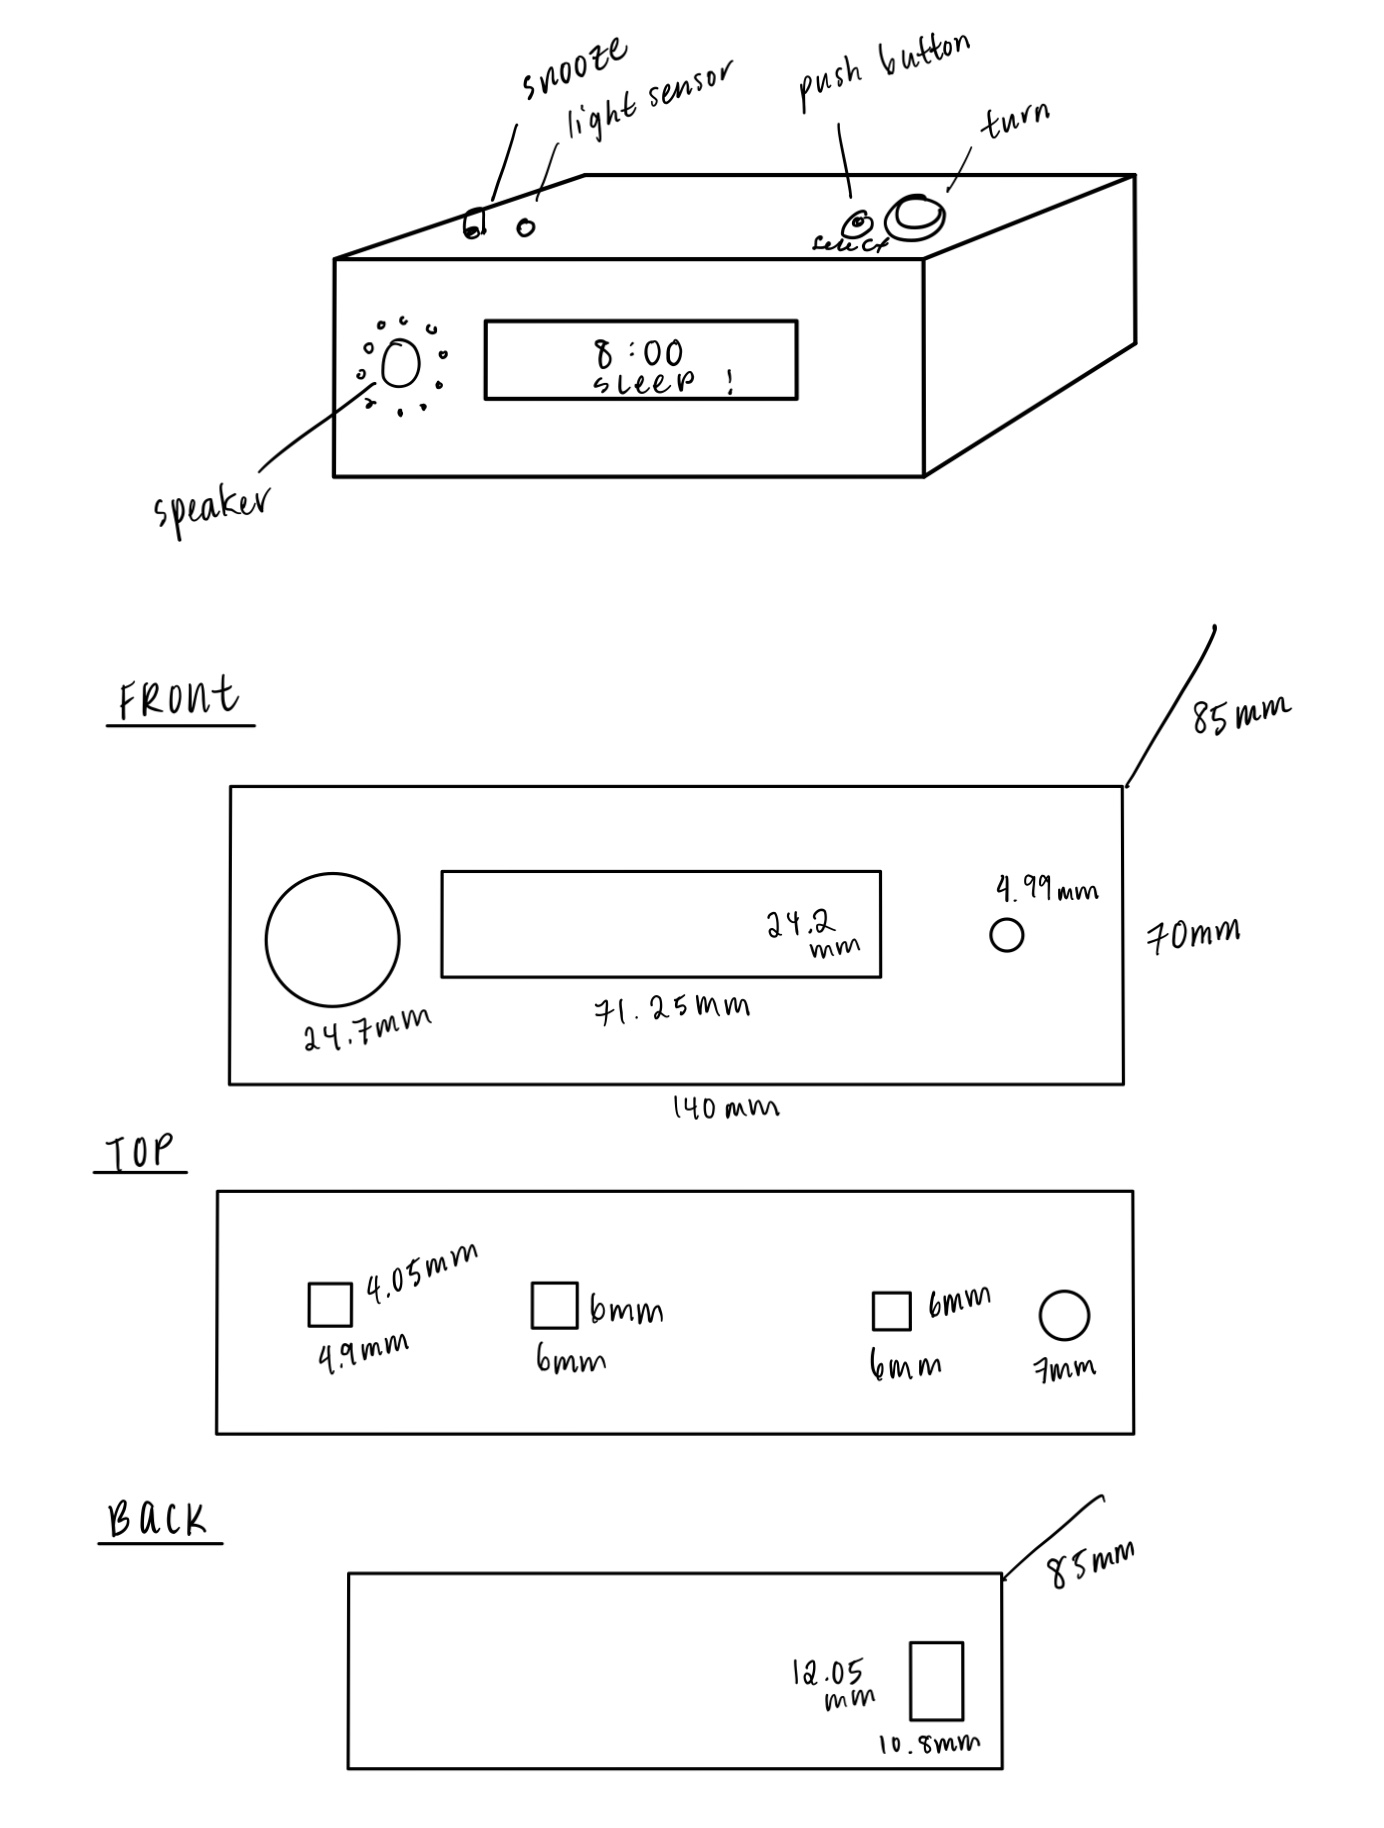 snooze
light sensor
push button
turn
select
8:00
SLEEP !
speaker
FRONT
85mm
4.99mm
24.2
mm
70mm
71.25mm
24.7mm
140mm
TOP
4.05mm
4.9mm
6mm
6mm
6mm
6mm
7mm
BACK
85mm
12.05
mm
10.8mm